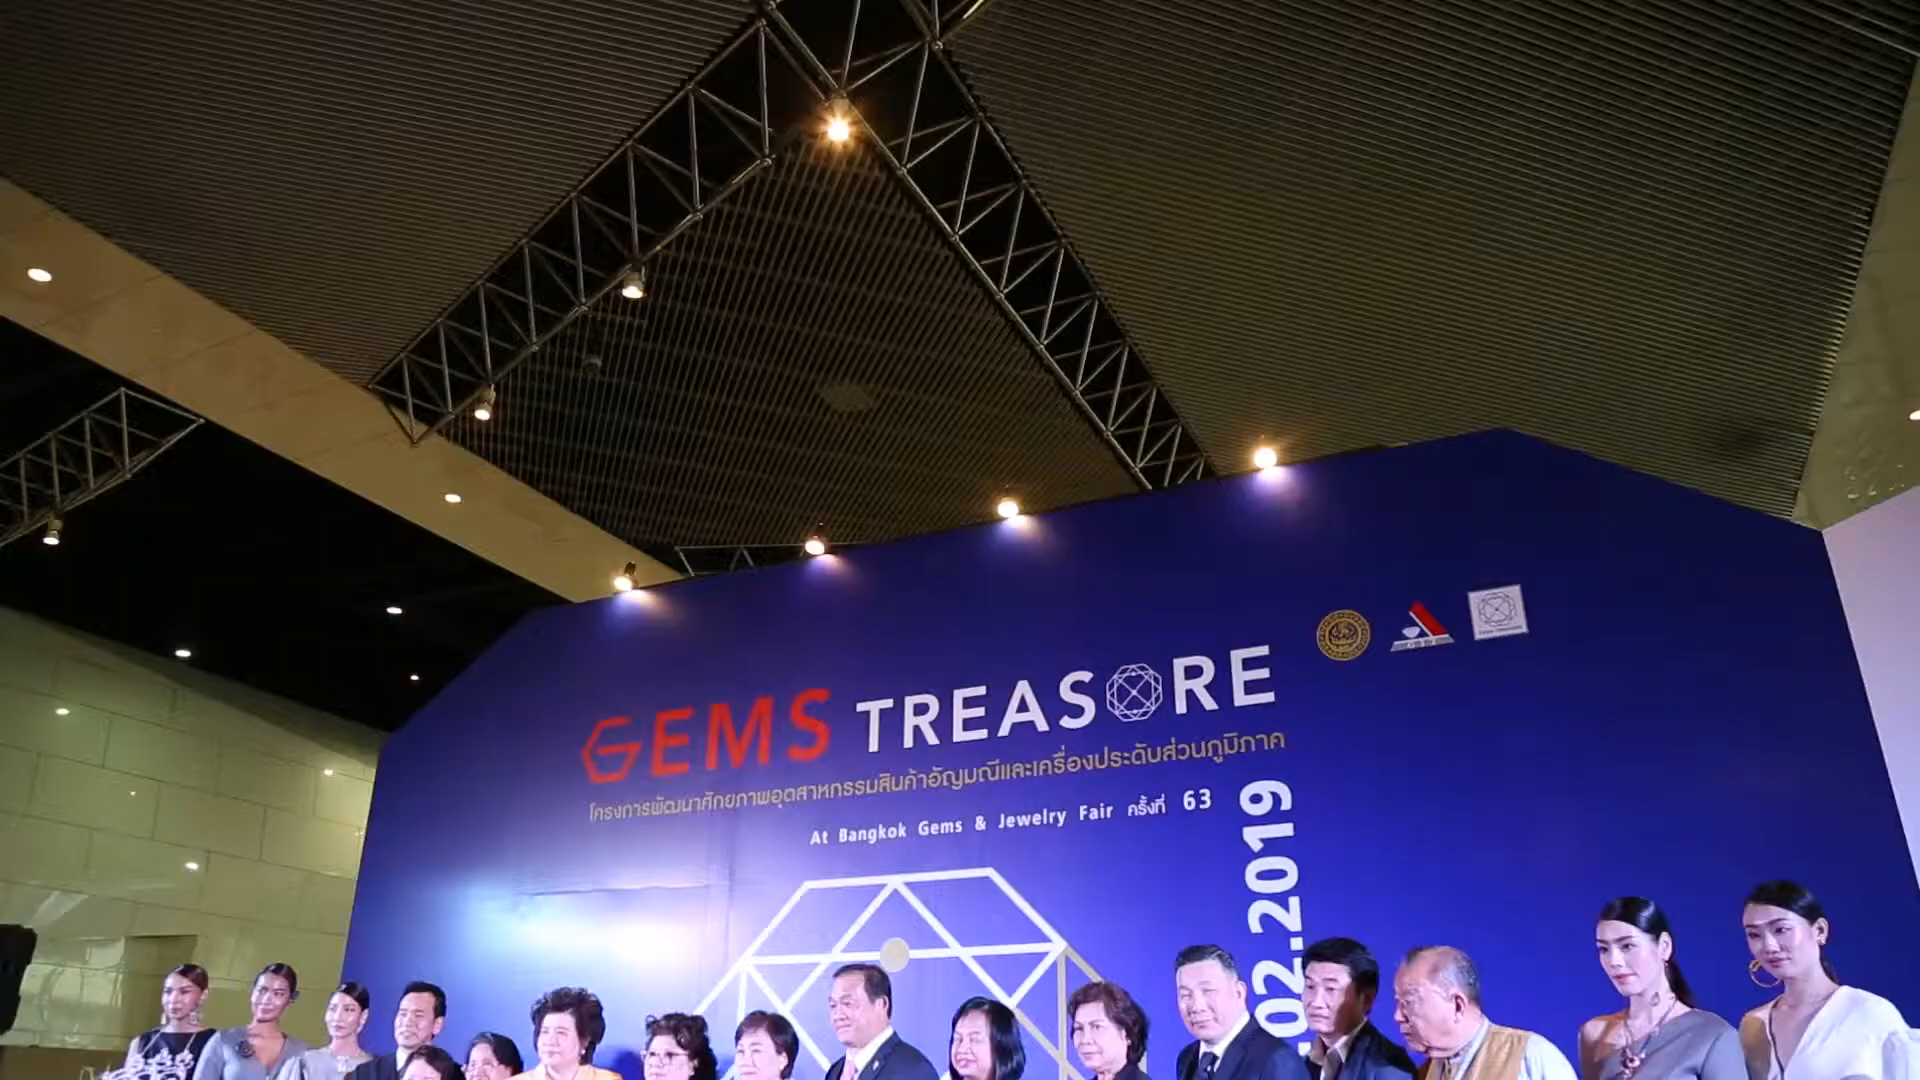 GEMS TREASORE
โครงการพัฒนาศักยภาพอุตสาหกรรมสินค้าอัญมณีและเครื่องประดับส่วนภูมิภาค
At Bangkok Gems & Jewelry Fair ครั้งที่ 63
.02.2019